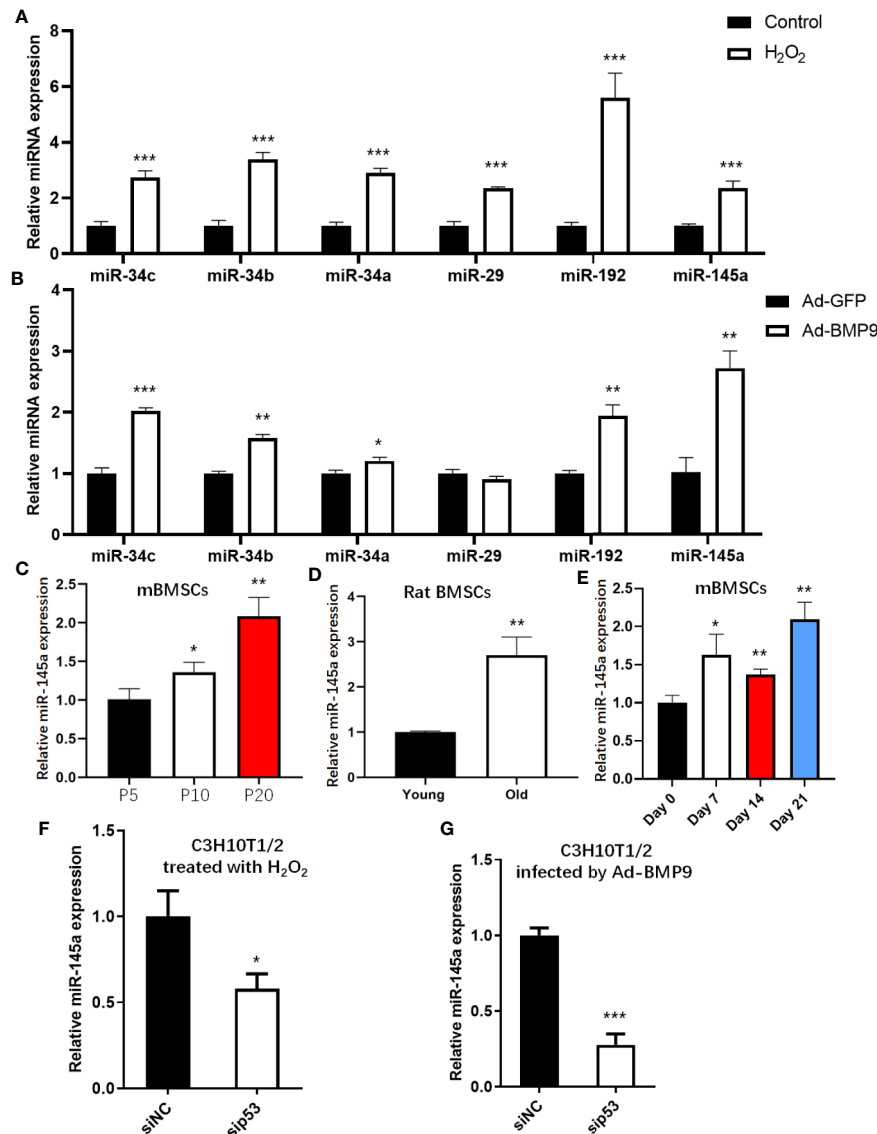 A
Relative miRNA expression
8
6
4
2
0
Control
H₂O₂
***
***
***
***
***
***
miR-34c miR-34b miR-34a miR-29 miR-192 miR-145a
B
Relative miRNA expression
4
3
2
1
0
Ad-GFP
Ad-BMP9
***
**
*
**
**
miR-34c miR-34b miR-34a miR-29 miR-192 miR-145a
C
mBMSCs
Relative miR-145a expression
2.5
2.0
1.5
1.0
0.5
0.0
*
**
P5 P10 P20
D
Rat BMSCs
Relative miR-145a expression
4
3
2
1
0
**
Young Old
E
mBMSCs
Relative miR-145a expression
2.5
2.0
1.5
1.0
0.5
0.0
*
**
**
Day 0 Day 7 Day 14 Day 21
F
C3H10T1/2
treated with H₂O₂
Relative miR-145a expression
1.5
1.0
0.5
0.0
*
siNC sip53
G
C3H10T1/2
infected by Ad-BMP9
Relative miR-145a expression
1.5
1.0
0.5
0.0
***
siNC sip53